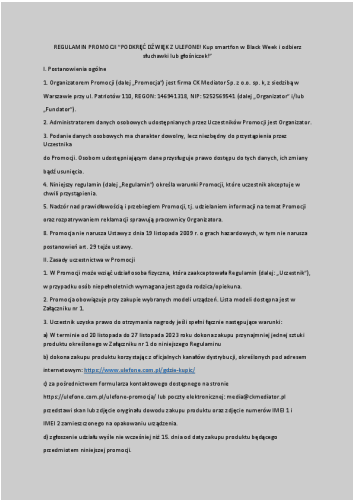 REGULAMIN PROMOCJI "PODKRĘĆ DŹWIĘK Z ULEFONE! Kup smartfon w Black Week i odbierz
słuchawki lub głośniczek!"
I. Postanowienia ogólne
1. Organizatorem Promocji (dalej „Promocja") jest firma CK Mediator Sp. z o.o. sp. k, z siedzibą w
Warszawie przy ul. Patriotów 110, REGON: 146941318, NIP: 5252569541 (dalej „Organizator" i/lub
„Fundator").
2. Administratorem danych osobowych udostępnianych przez Uczestników Promocji jest Organizator.
3. Podanie danych osobowych ma charakter dowolny, lecz niezbędny do przystąpienia przez
Uczestnika
do Promocji. Osobom udostępniającym dane przysługuje prawo dostępu do tych danych, ich zmiany
bądź usunięcia.
4. Niniejszy regulamin (dalej „Regulamin") określa warunki Promocji, które uczestnik akceptuje w
chwili przystąpienia.
5. Nadzór nad prawidłowością i przebiegiem Promocji, tj. udzielaniem informacji na temat Promocji
oraz rozpatrywaniem reklamacji sprawują pracownicy Organizatora.
8. Promocja nie narusza Ustawy z dnia 19 listopada 2009 r. o grach hazardowych, w tym nie narusza
postanowień art. 29 tejże ustawy.
II. Zasady uczestnictwa w Promocji
1. W Promocji może wziąć udział osoba fizyczna, która zaakceptowała Regulamin (dalej: „Uczestnik"),
w przypadku osób niepełnoletnich wymagana jest zgoda rodzica/opiekuna.
2. Promocja obowiązuje przy zakupie wybranych modeli urządzeń. Lista modeli dostępna jest w
Załączniku nr 1.
3. Uczestnik uzyska prawo do otrzymania nagrody jeśli spełni łącznie następujące warunki:
a) W terminie od 20 listopada do 27 listopada 2023 roku dokona zakupu przynajmniej jednej sztuki
produktu określonego w Załączniku nr 1 do niniejszego Regulaminu
b) dokona zakupu produktu korzystając z oficjalnych kanałów dystrybucji, określonych pod adresem
internetowym: https://www.ulefone.com.pl/gdzie-kupic/
c) za pośrednictwem formularza kontaktowego dostępnego na stronie
https://ulefone.com.pl/ulefone-promocja/ lub poczty elektronicznej: media@ckmediator.pl
przedstawi skan lub zdjęcie oryginału dowodu zakupu produktu oraz zdjęcie numerów IMEI 1 i
IMEI 2 zamieszczonego na opakowaniu urządzenia.
d) zgłoszenie udziału wyśle nie wcześniej niż 15. dnia od daty zakupu produktu będącego
przedmiotem niniejszej promocji.